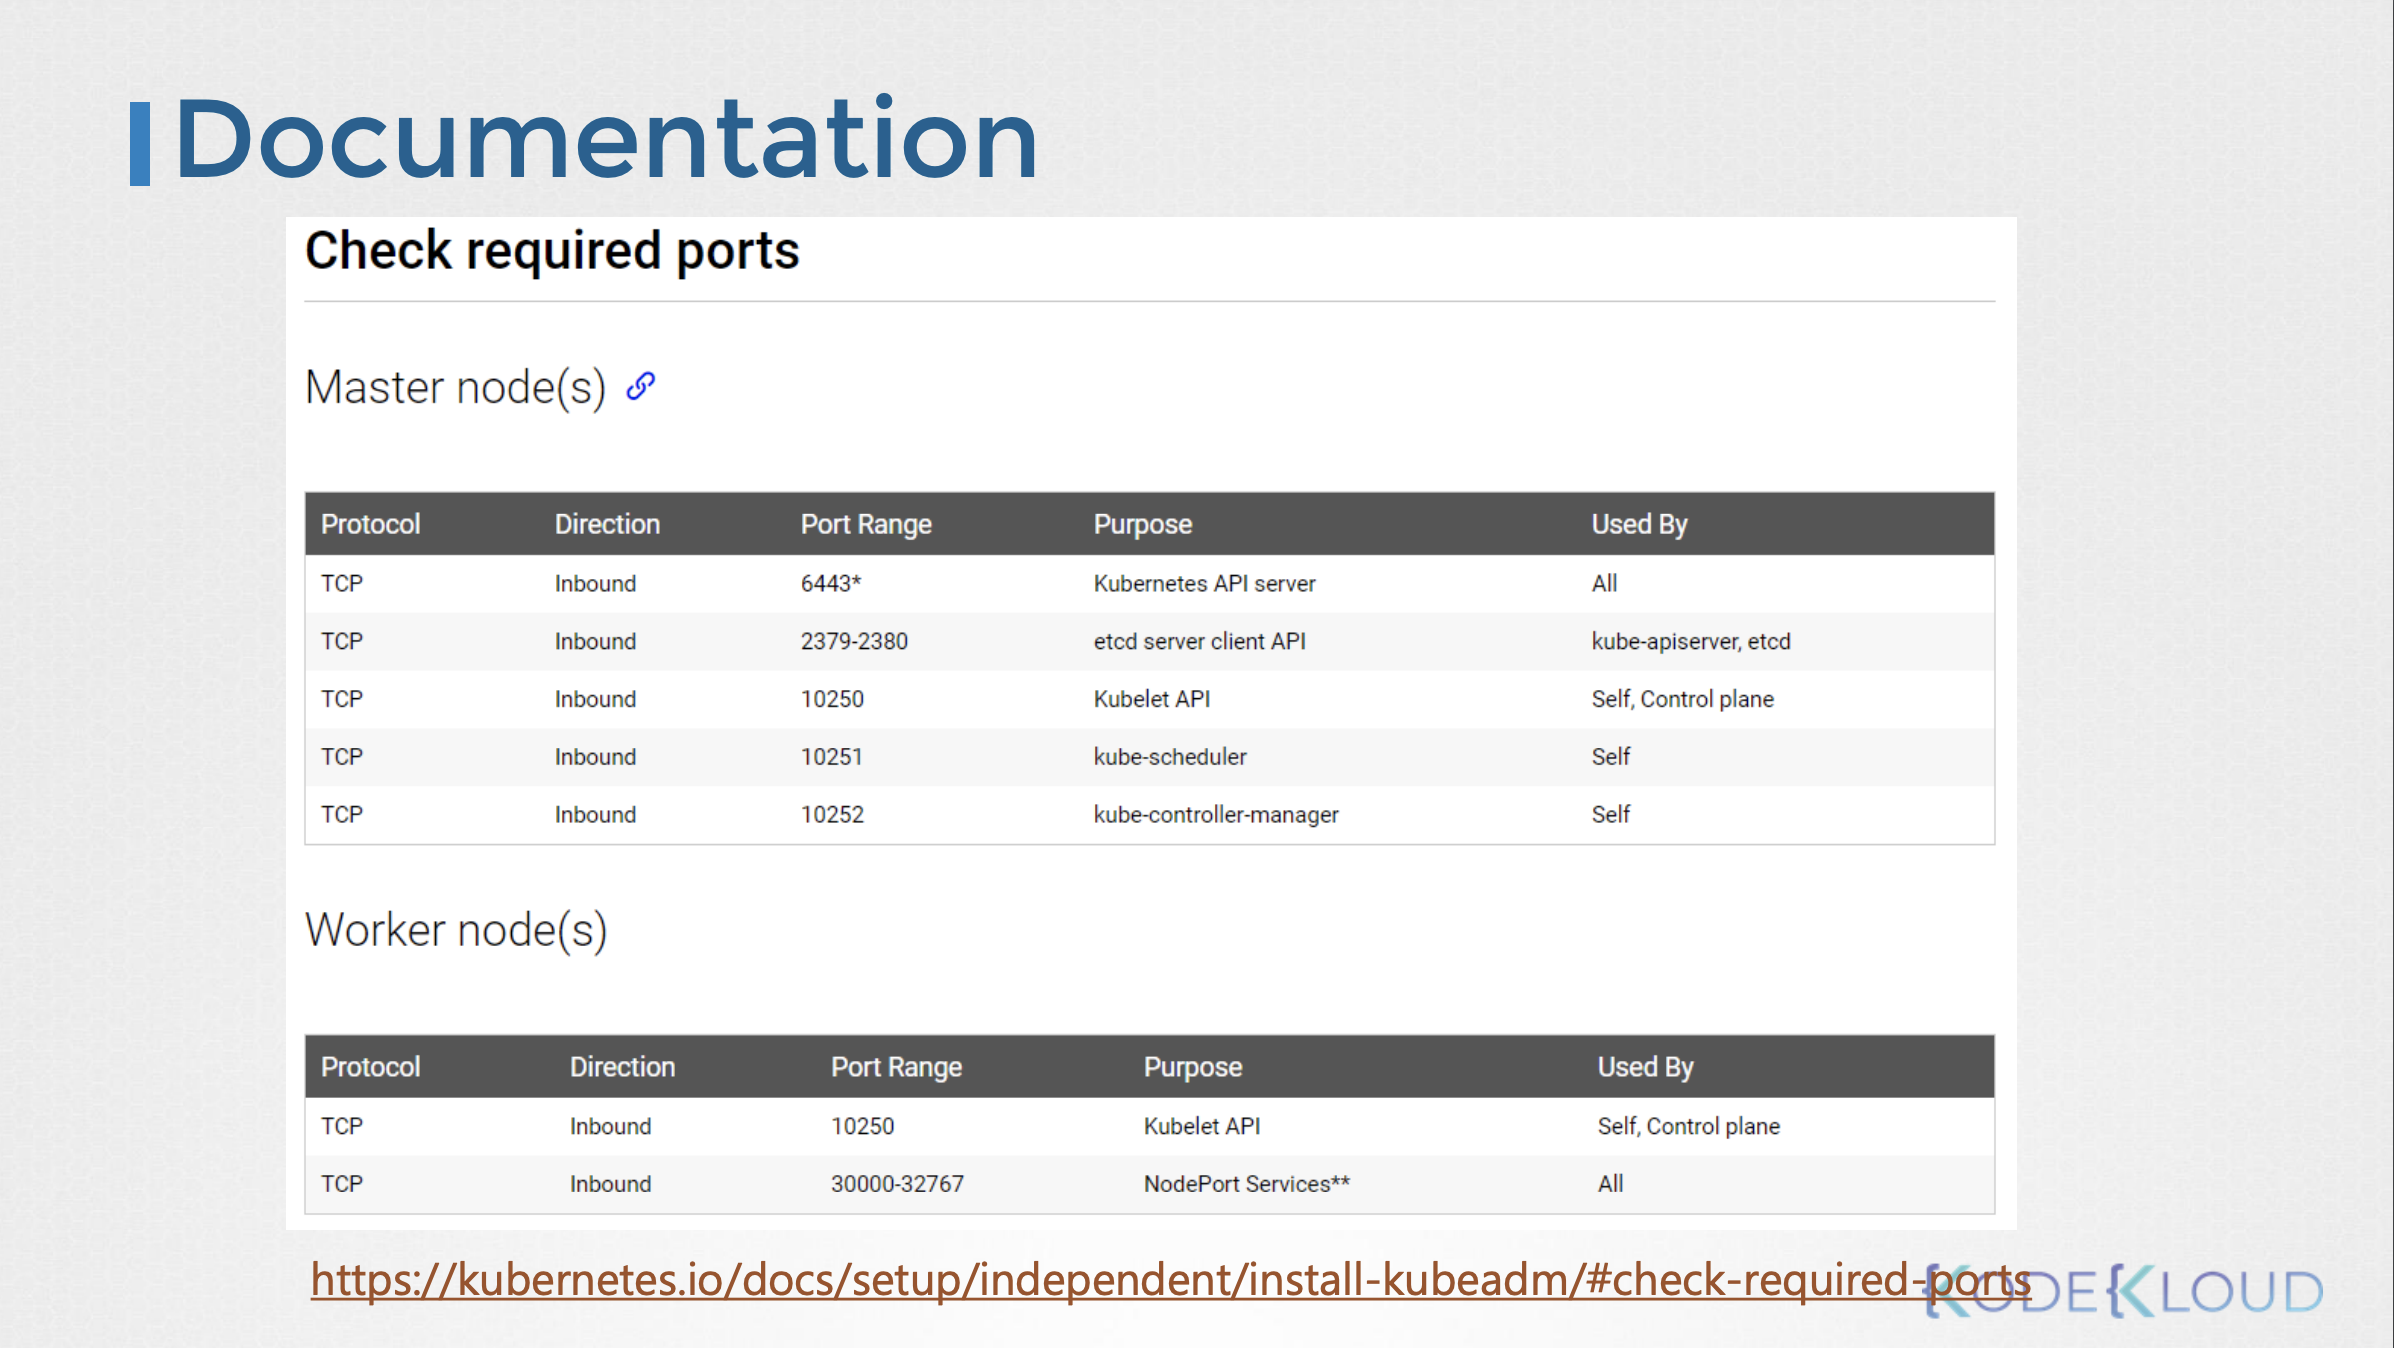 Documentation
Check required ports
Master node(s)
Protocol Direction Port Range Purpose Used By
TCP Inbound 6443* Kubernetes API server All
TCP Inbound 2379-2380 etcd server client API kube-apiserver, etcd
TCP Inbound 10250 Kubelet API Self, Control plane
TCP Inbound 10251 kube-scheduler Self
TCP Inbound 10252 kube-controller-manager Self
Worker node(s)
Protocol Direction Port Range Purpose Used By
TCP Inbound 10250 Kubelet API Self, Control plane
TCP Inbound 30000-32767 NodePort Services** All
https://kubernetes.io/docs/setup/independent/install-kubeadm/#check-required-ports
KODEKLOUD